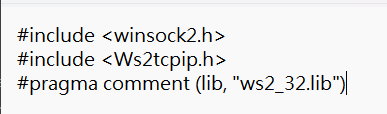 #include <winsock2.h>
#include <Ws2tcpip.h>
#pragma comment (lib, "ws2_32.lib")